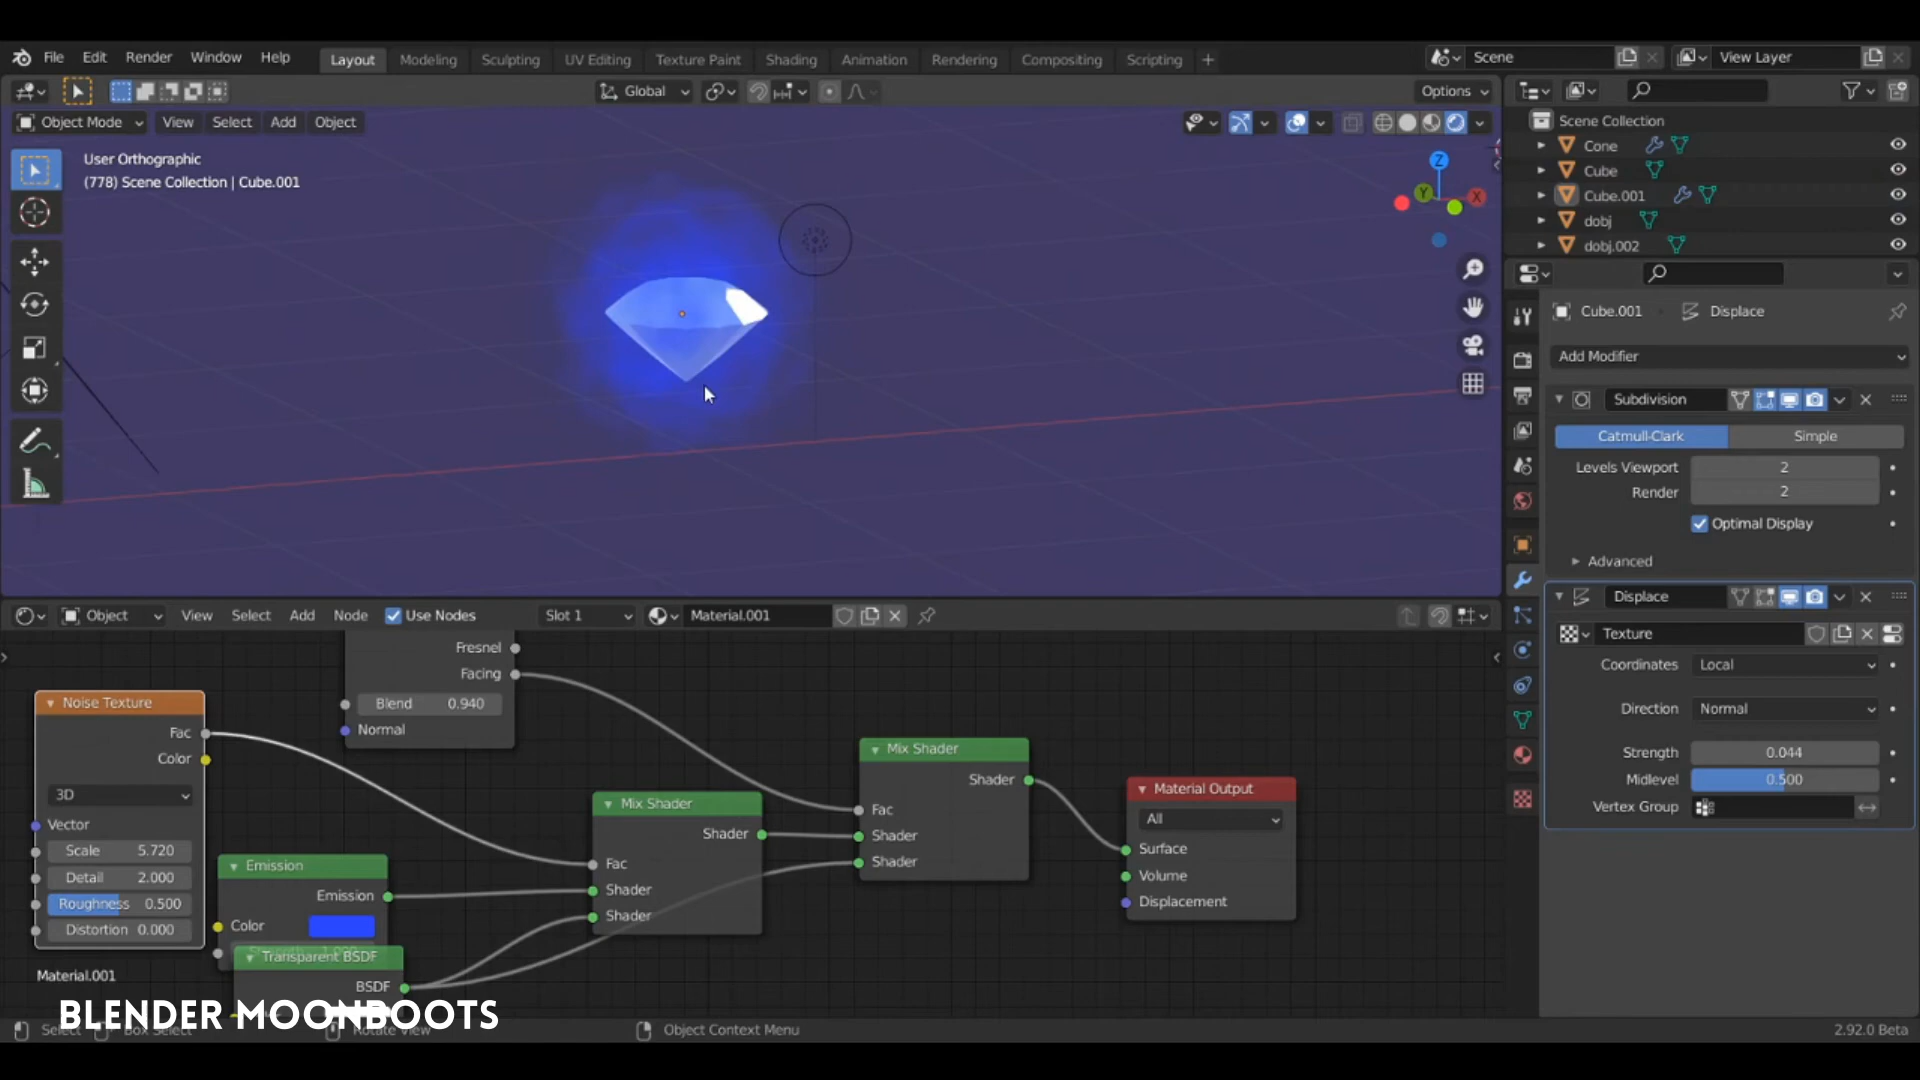 File Edit Render Window Help Layout Modeling Sculpting UV Editing Texture Paint Shading Animation Rendering Compositing Scripting + Scene View Layer
Global Options
Object Mode View Select Add Object
User Orthographic
(778) Scene Collection | Cube.001
Z
Y
X
Scene Collection
Cone
Cube
Cube.001
dobj
dobj.002
Cube.001 Displace
Add Modifier
Subdivision
Catmull-Clark Simple
Levels Viewport 2
Render 2
Optimal Display
Advanced
Displace
Texture
Coordinates Local
Direction Normal
Strength 0.044
Midlevel 0.500
Vertex Group
Object View Select Add Node Use Nodes Slot 1 Material.001
Fresnel
Facing
Blend 0.940
Normal
Noise Texture
Fac
Color
3D
Vector
Scale 5.720
Detail 2.000
Roughness 0.500
Distortion 0.000
Emission
Emission
Color
Transparent BSDF
BSDF
Mix Shader
Shader
Fac
Shader
Shader
Mix Shader
Shader
Fac
Shader
Shader
Material Output
All
Surface
Volume
Displacement
Material.001
BLENDER MOONBOOTS
Select Box Select Rotate View Object Context Menu 2.92.0 Beta